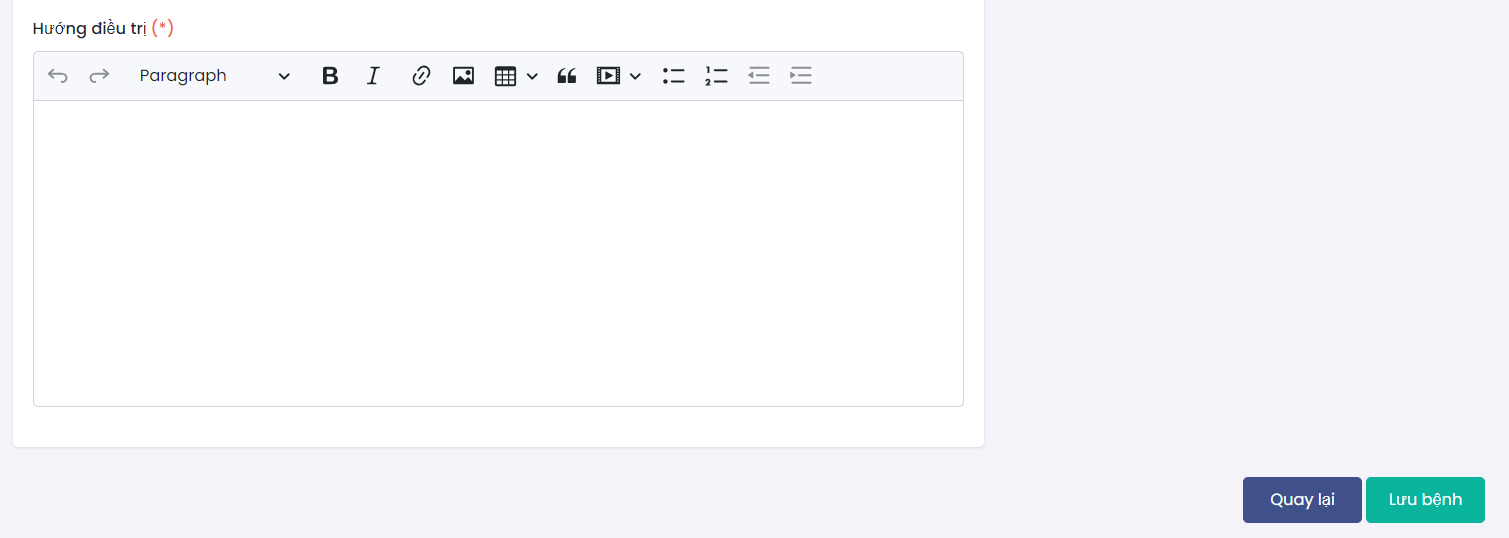 Hướng điều trị (*)
Paragraph
Quay lại
Lưu bệnh